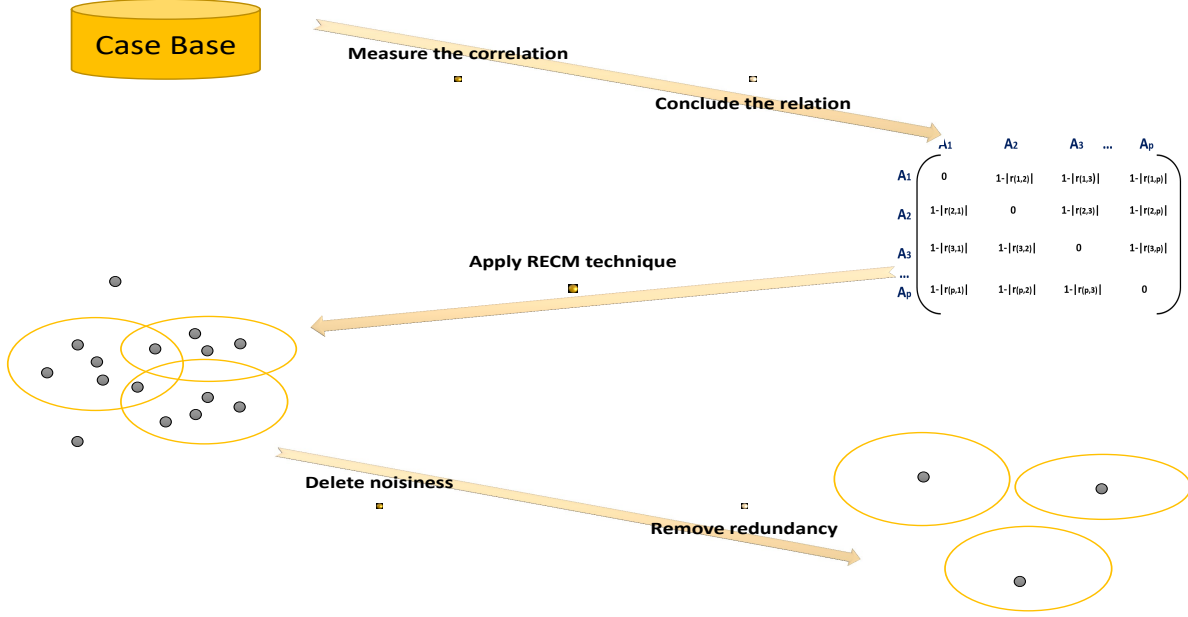 Case Base
Measure the correlation
Conclude the relation
A1 A2 A3 ... Ap
A1 0 1-|r(1,2)| 1-|r(1,3)| 1-|r(1,p)|
A2 1-|r(2,1)| 0 1-|r(2,3)| 1-|r(2,p)|
A3 1-|r(3,1)| 1-|r(3,2)| 0 1-|r(3,p)|
...
Ap 1-|r(p,1)| 1-|r(p,2)| 1-|r(p,3)| 0
Apply RECM technique
Delete noisiness
Remove redundancy